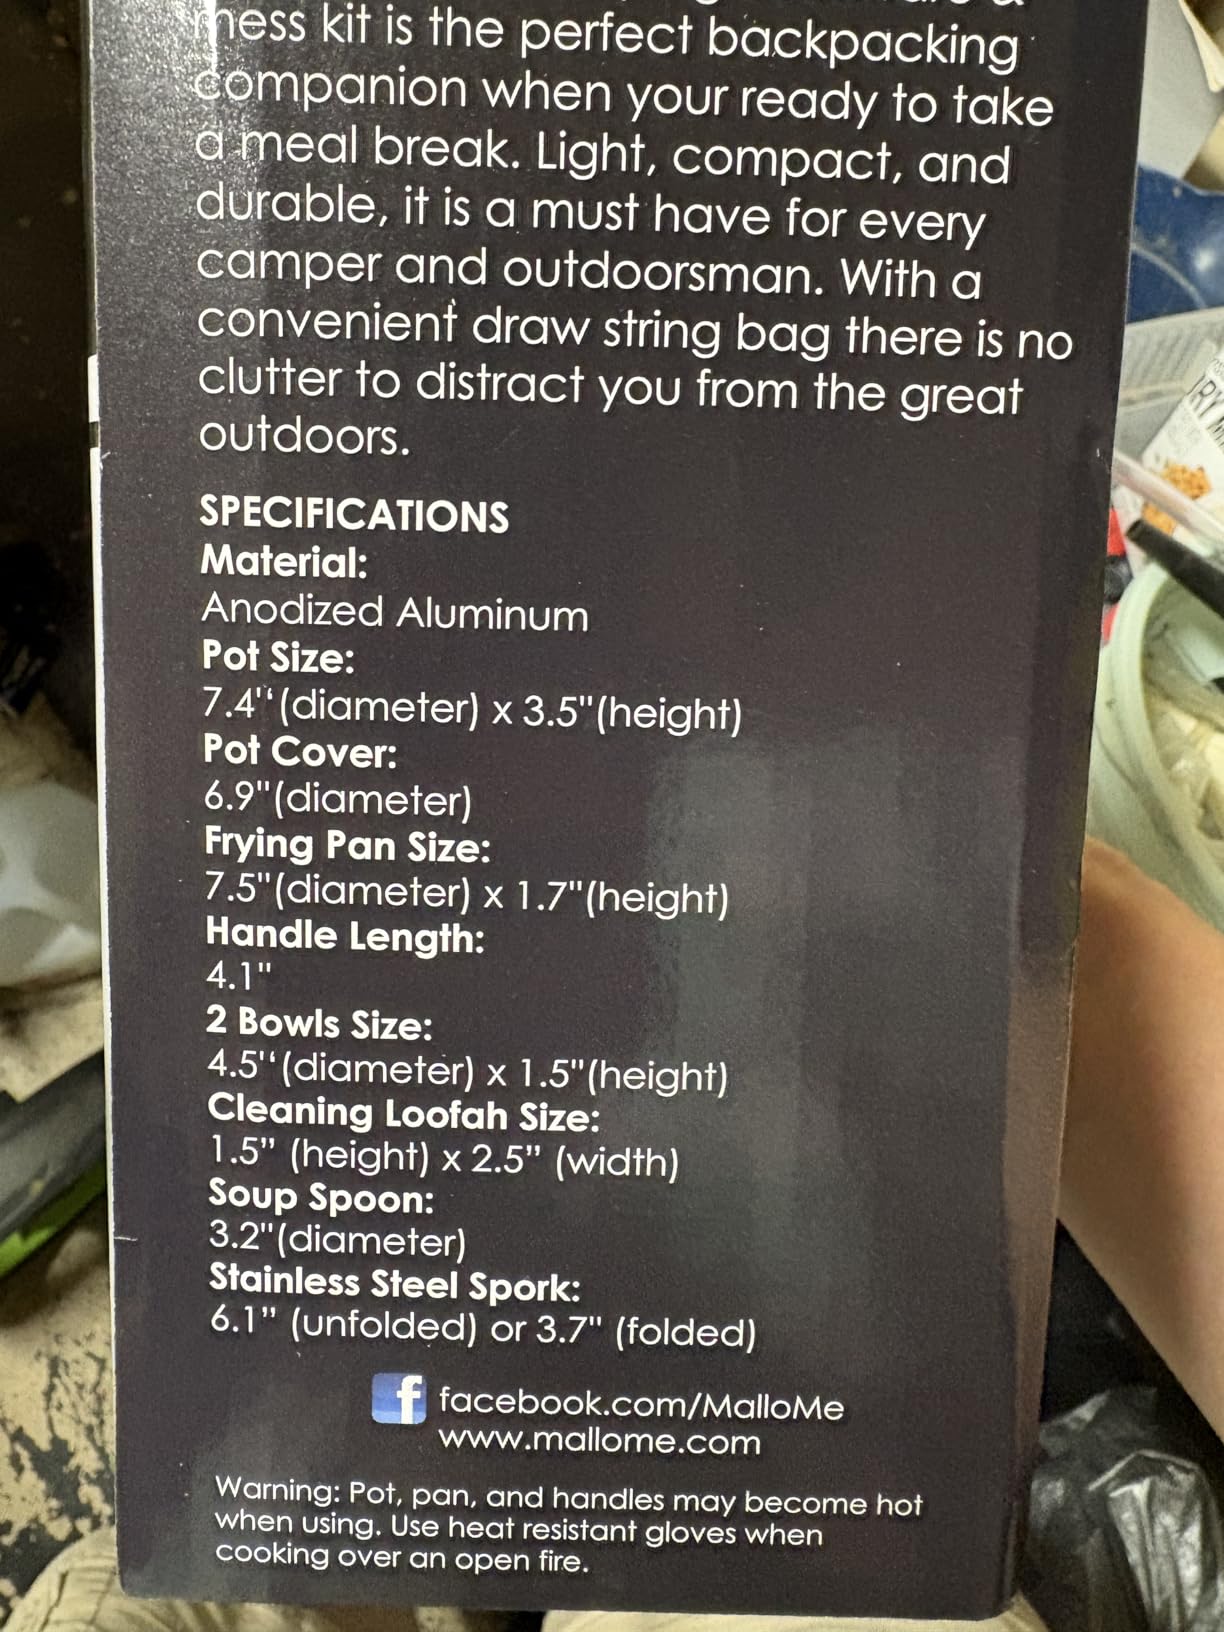 mess kit is the perfect backpacking
companion when your ready to take
a meal break. Light, compact, and
durable, it is a must have for every
camper and outdoorsman. With a
convenient draw string bag there is no
clutter to distract you from the great
outdoors.
SPECIFICATIONS
Material:
Anodized Aluminum
Pot Size:
7.4"(diameter) x 3.5"(height)
Pot Cover:
6.9"(diameter)
Frying Pan Size:
7.5"(diameter) x 1.7"(height)
Handle Length:
4.1"
2 Bowls Size:
4.5"(diameter) x 1.5"(height)
Cleaning Loofah Size:
1.5” (height) x 2.5” (width)
Soup Spoon:
3.2"(diameter)
Stainless Steel Spork:
6.1” (unfolded) or 3.7" (folded)
f facebook.com/MalloMe
www.mallome.com
Warning: Pot, pan, and handles may become hot
when using. Use heat resistant gloves when
cooking over an open fire.